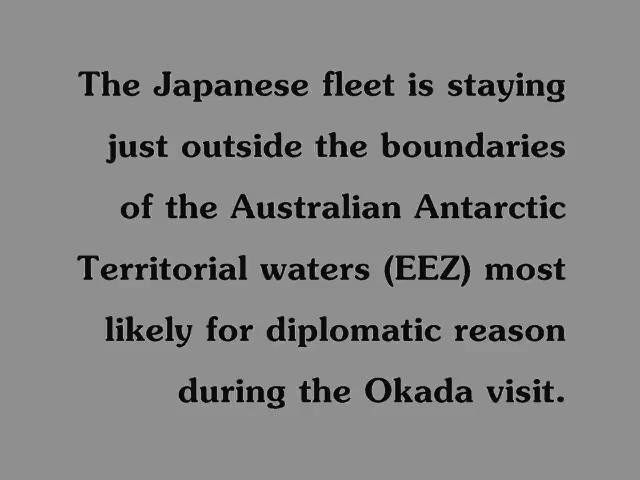 The Japanese fleet is staying
just outside the boundaries
of the Australian Antarctic
Territorial waters (EEZ) most
likely for diplomatic reason
during the Okada visit.